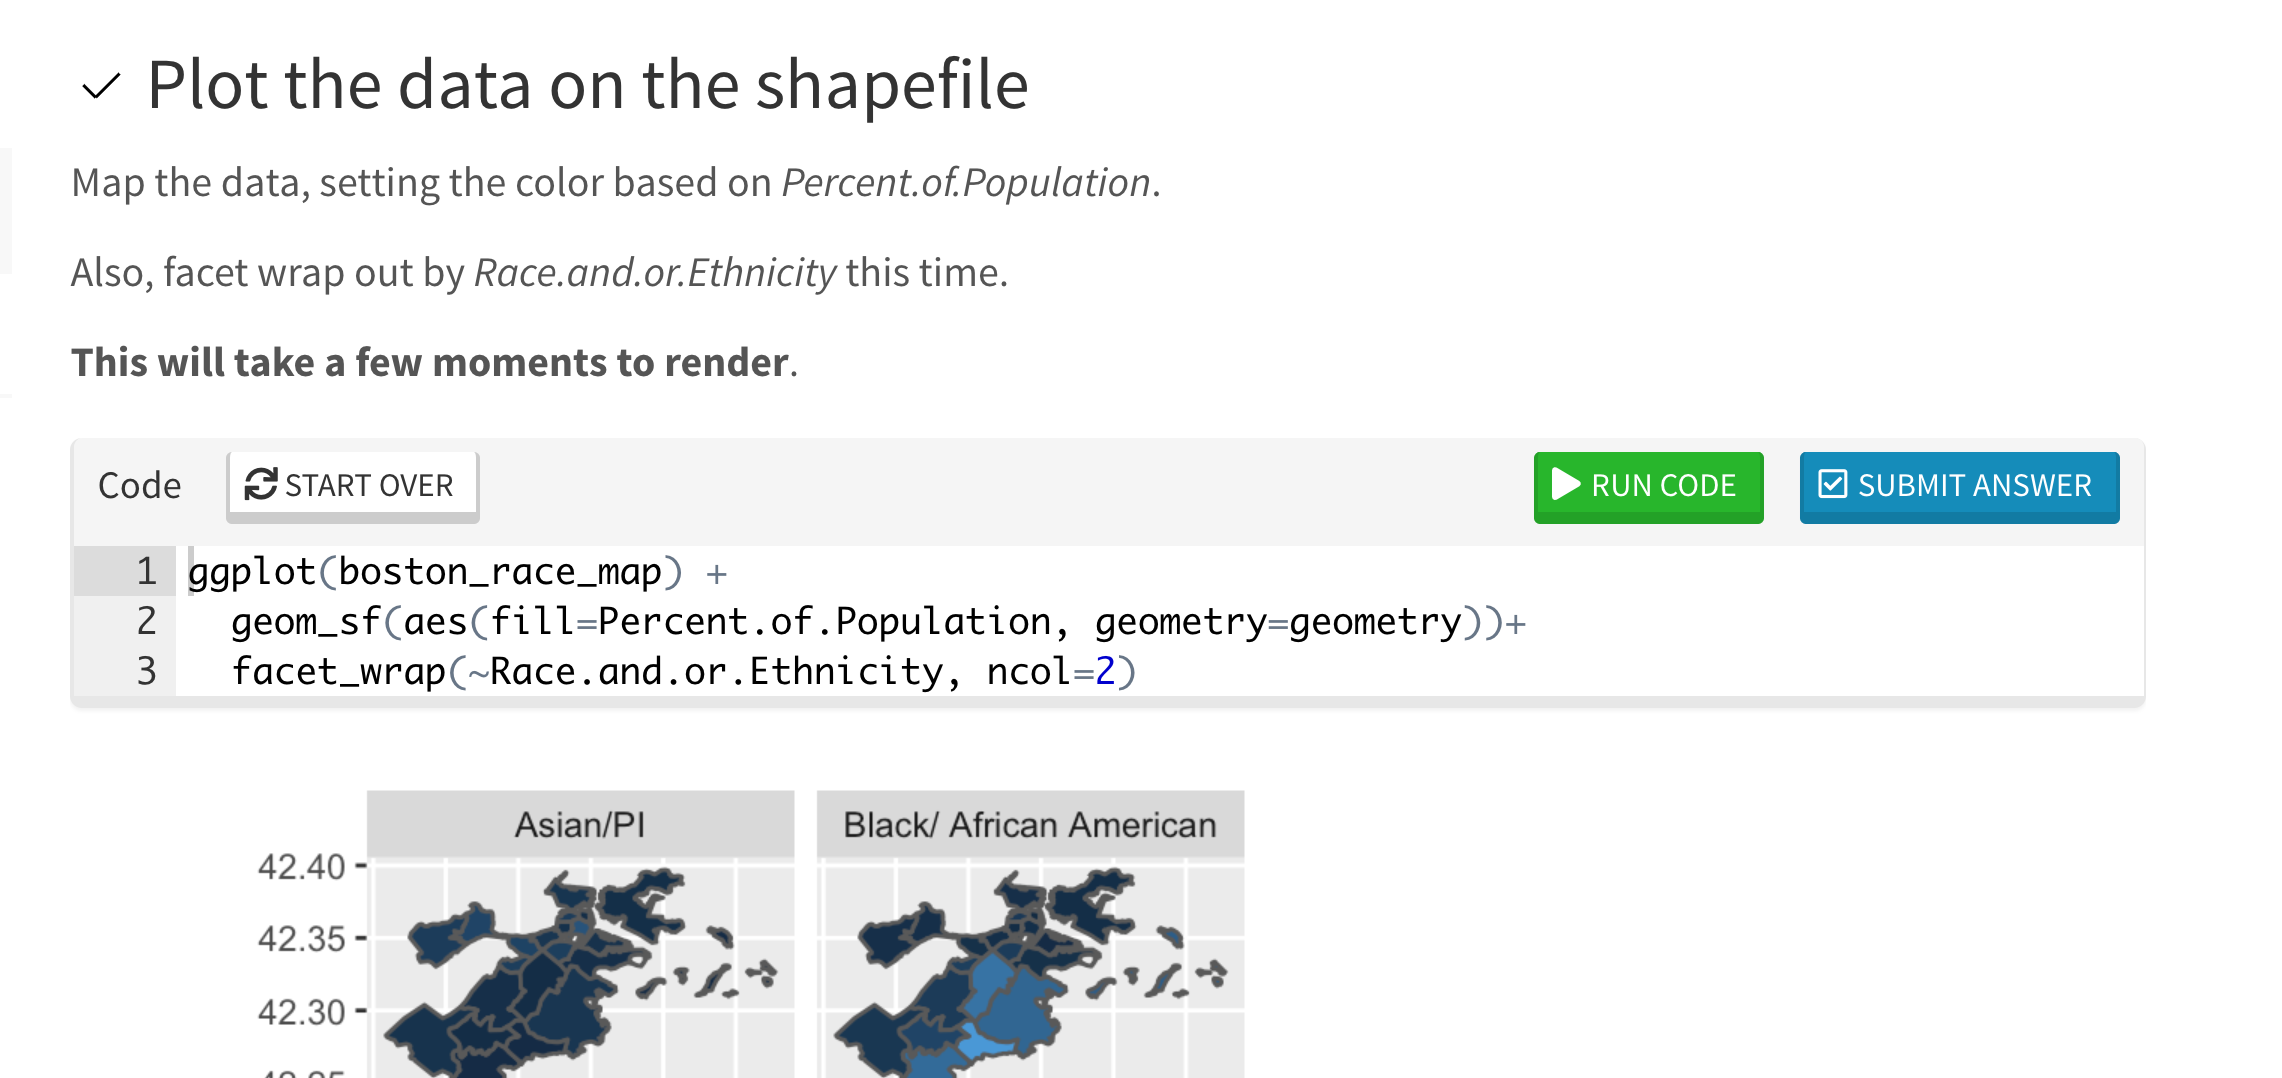 Plot the data on the shapefile
Map the data, setting the color based on Percent.of.Population.
Also, facet wrap out by Race.and.or.Ethnicity this time.
This will take a few moments to render.
Code START OVER RUN CODE SUBMIT ANSWER
1 ggplot(boston_race_map) +
2 geom_sf(aes(fill=Percent.of.Population, geometry=geometry))+
3 facet_wrap(~Race.and.or.Ethnicity, ncol=2)
Asian/PI Black/ African American
42.40
42.35
42.30